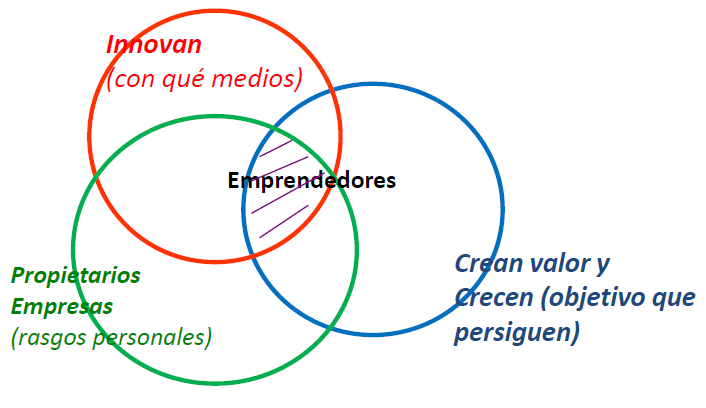 Innovan
(con qué medios)
Emprendedores
Crean valor y
Crecen (objetivo que
persiguen)
Propietarios
Empresas
(rasgos personales)